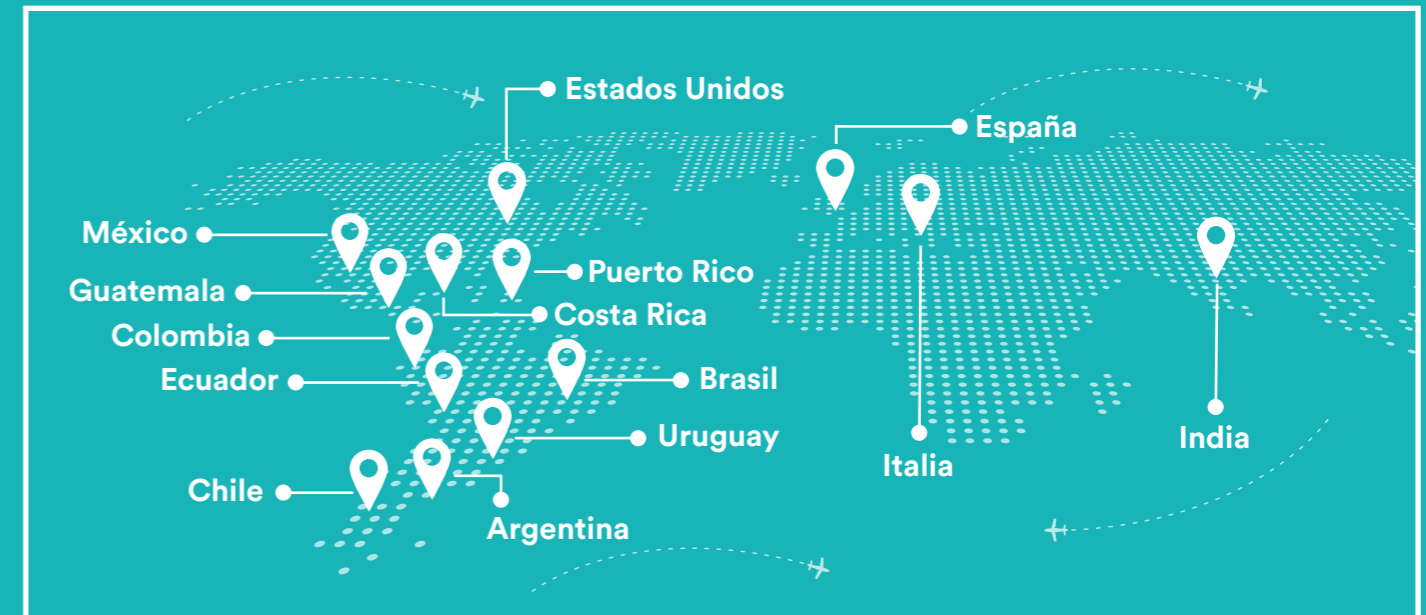 Estados Unidos
España
México
Puerto Rico
Guatemala
Costa Rica
Colombia
Ecuador
Brasil
Uruguay
India
Italia
Chile
Argentina